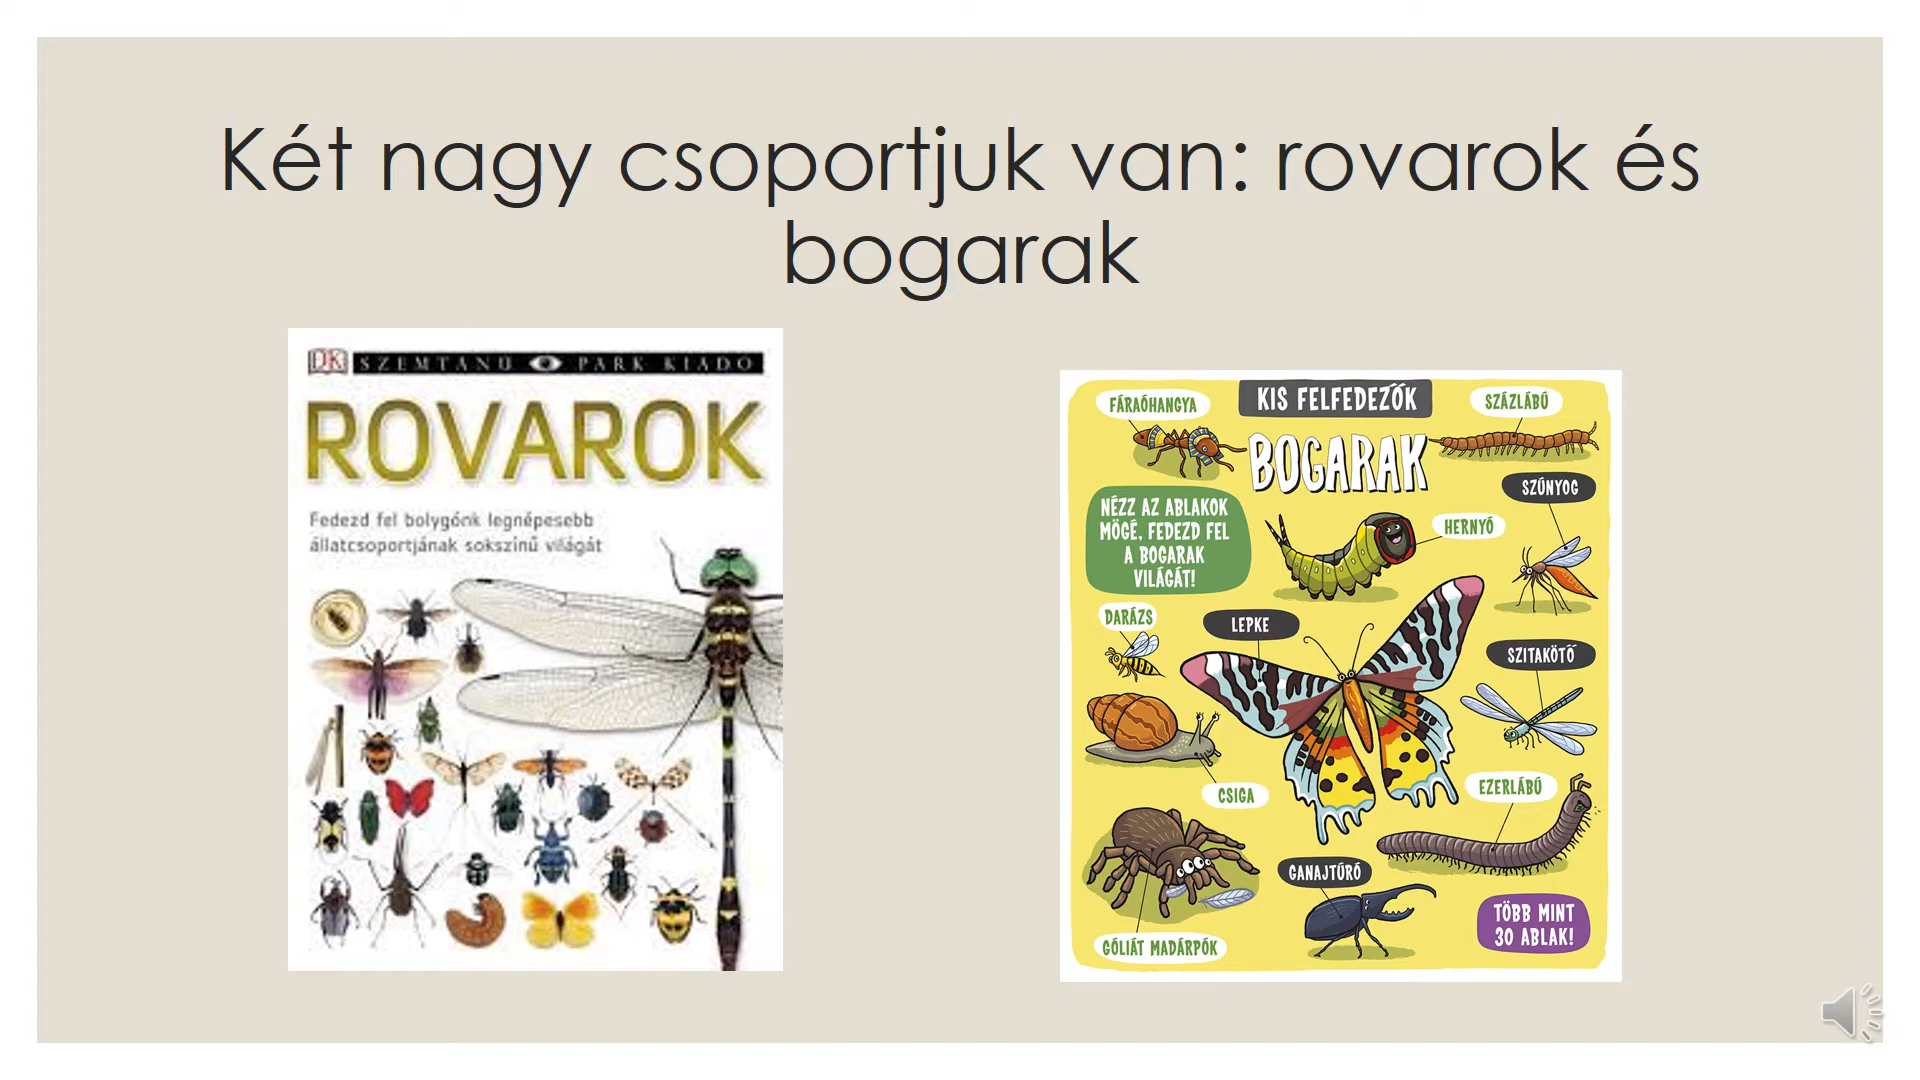 Két nagy csoportjuk van: rovarok és
bogarak
DK SZEMTANÚ PARK KIADÓ
ROVAROK
Fedezd fel bolygónk legnépesebb
állatcsoportjának sokszínű világát
KIS FELFEDEZŐK
BOGARAK
FÁRAÓHANGYA
SZÁZLÁBÚ
SZÚNYOG
NÉZZ AZ ABLAKOK
MÖGÉ, FEDEZD FEL
A BOGARAK
VILÁGÁT!
HERNYÓ
DARÁZS
LEPKE
SZITAKÖTŐ
CSIGA
EZERLÁBÚ
GANAJTÚRÓ
GÓLIÁT MADÁRPÓK
TÖBB MINT
30 ABLAK!